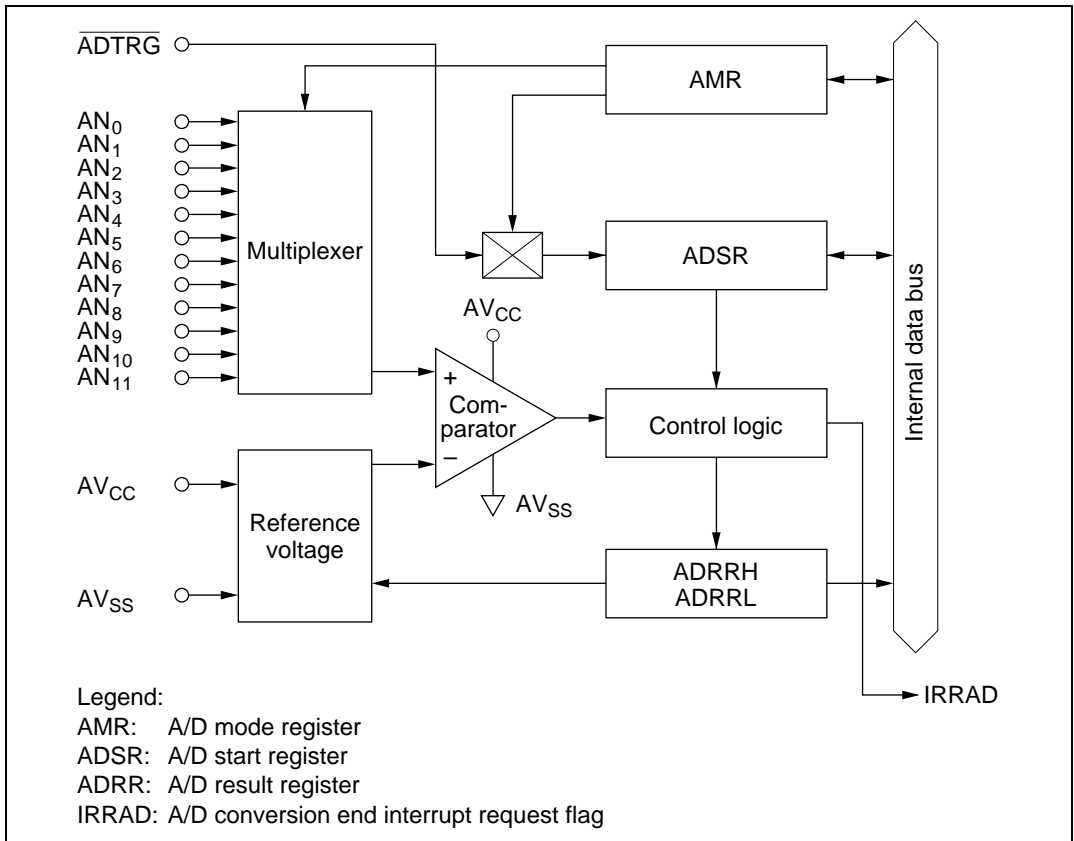 ADTRG
AMR
AN0
AN1
AN2
AN3
AN4
AN5
AN6
AN7
AN8
AN9
AN10
AN11
Multiplexer
ADSR
Internal data bus
AVCC
+
Com-
parator
−
Control logic
AVCC
AVSS
Reference
voltage
ADRRH
ADRRL
AVSS
IRRAD
Legend:
AMR: A/D mode register
ADSR: A/D start register
ADRR: A/D result register
IRRAD: A/D conversion end interrupt request flag